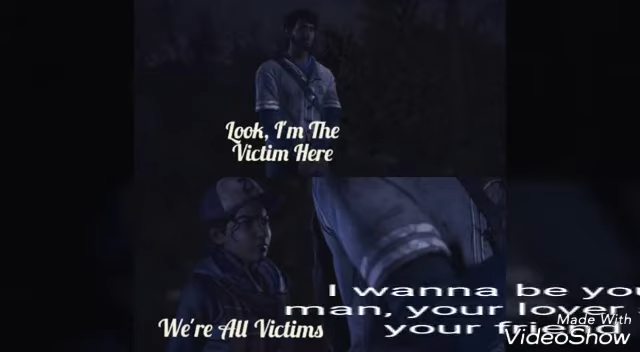 Look, I'm The
Victim Here
I wanna be you
man, your lover
your friend
We're All Victims
Made With
VideoShow